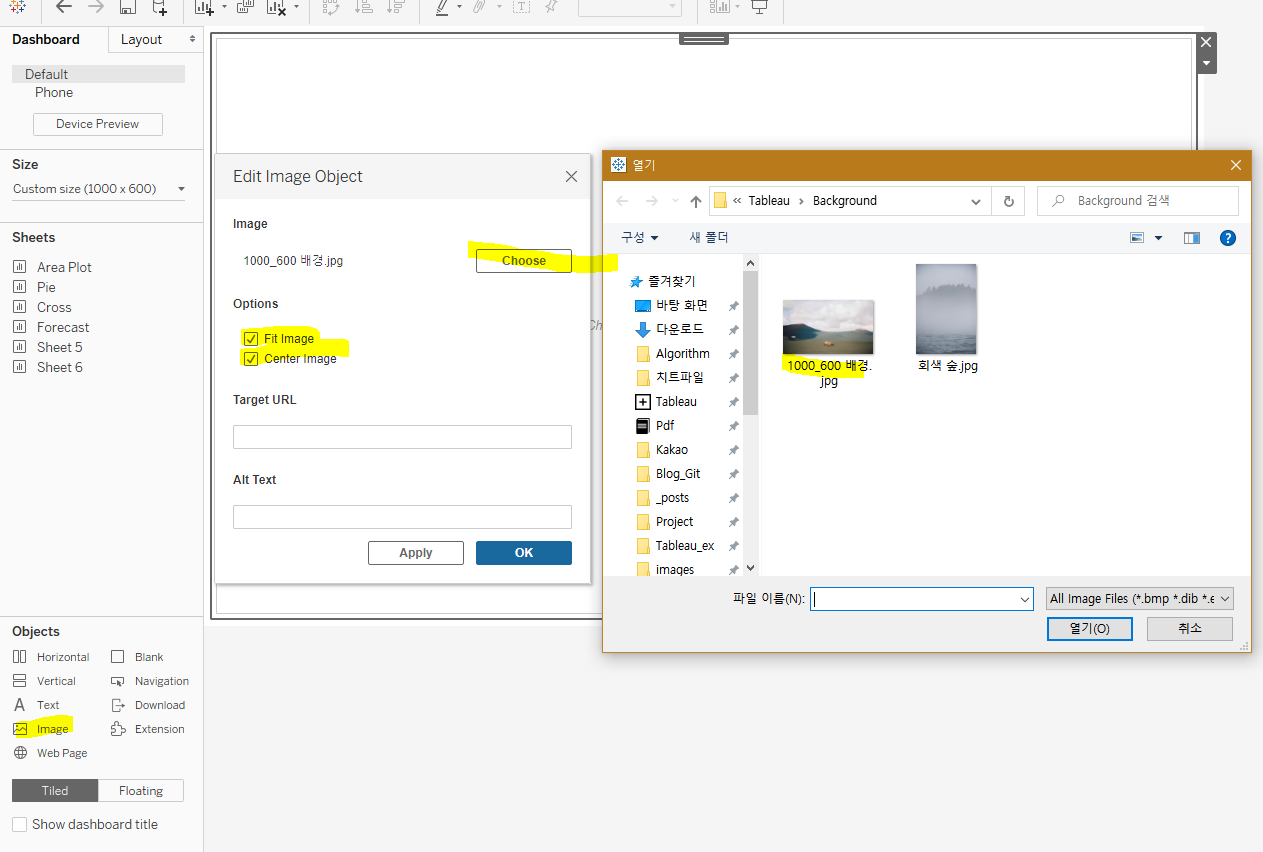 Dashboard
Layout
Default
Phone
Device Preview
Size
Custom size (1000 x 600)
Sheets
Area Plot
Pie
Cross
Forecast
Sheet 5
Sheet 6
Objects
Horizontal
Blank
Vertical
Navigation
Text
Download
Image
Extension
Web Page
Tiled
Floating
Show dashboard title
Edit Image Object
Image
1000_600 배경.jpg
Choose
Options
Fit Image
Center Image
Target URL
Alt Text
Apply
OK
Ch
열기
« Tableau › Background
Background 검색
구성
새 폴더
즐겨찾기
바탕 화면
다운로드
Algorithm
치트파일
Tableau
Pdf
Kakao
Blog_Git
_posts
Project
Tableau_ex
images
1000_600 배경.
jpg
회색 숲.jpg
파일 이름(N):
All Image Files (*.bmp *.dib *.e
열기(O)
취소